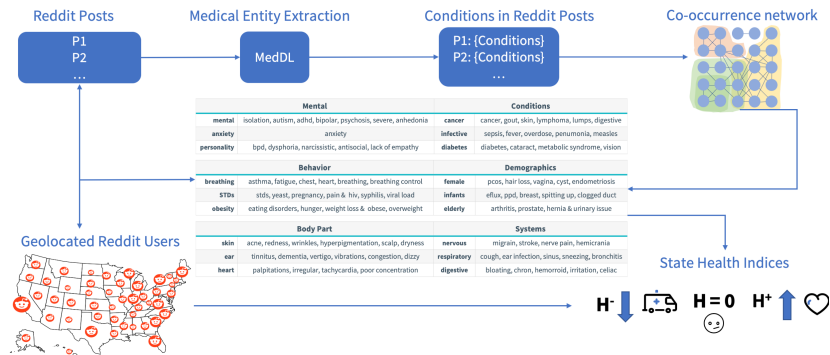 Reddit Posts
Medical Entity Extraction
Conditions in Reddit Posts
Co-occurrence network
P1
P2
...
MedDL
P1: {Conditions}
P2: {Conditions}
...
Mental
Conditions
mental isolation, autism, adhd, bipolar, psychosis, severe, anhedonia
cancer cancer, gout, skin, lymphoma, lumps, digestive
anxiety anxiety
infective sepsis, fever, overdose, penumonia, measles
personality bpd, dysphoria, narcissistic, antisocial, lack of empathy
diabetes diabetes, cataract, metabolic syndrome, vision
Behavior
Demographics
breathing asthma, fatigue, chest, heart, breathing, breathing control
female pcos, hair loss, vagina, cyst, endometriosis
STDs stds, yeast, pregnancy, pain & hiv, syphilis, viral load
infants eflux, ppd, breast, spitting up, clogged duct
obesity eating disorders, hunger, weight loss & obese, overweight
elderly arthritis, prostate, hernia & urinary issue
Body Part
Systems
skin acne, redness, wrinkles, hyperpigmentation, scalp, dryness
nervous migrain, stroke, nerve pain, hemicrania
ear tinnitus, dementia, vertigo, vibrations, congestion, dizzy
respiratory cough, ear infection, sinus, sneezing, bronchitis
heart palpitations, irregular, tachycardia, poor concentration
digestive bloating, chron, hemorroid, irritation, celiac
Geolocated Reddit Users
State Health Indices
H-
H = 0
H+